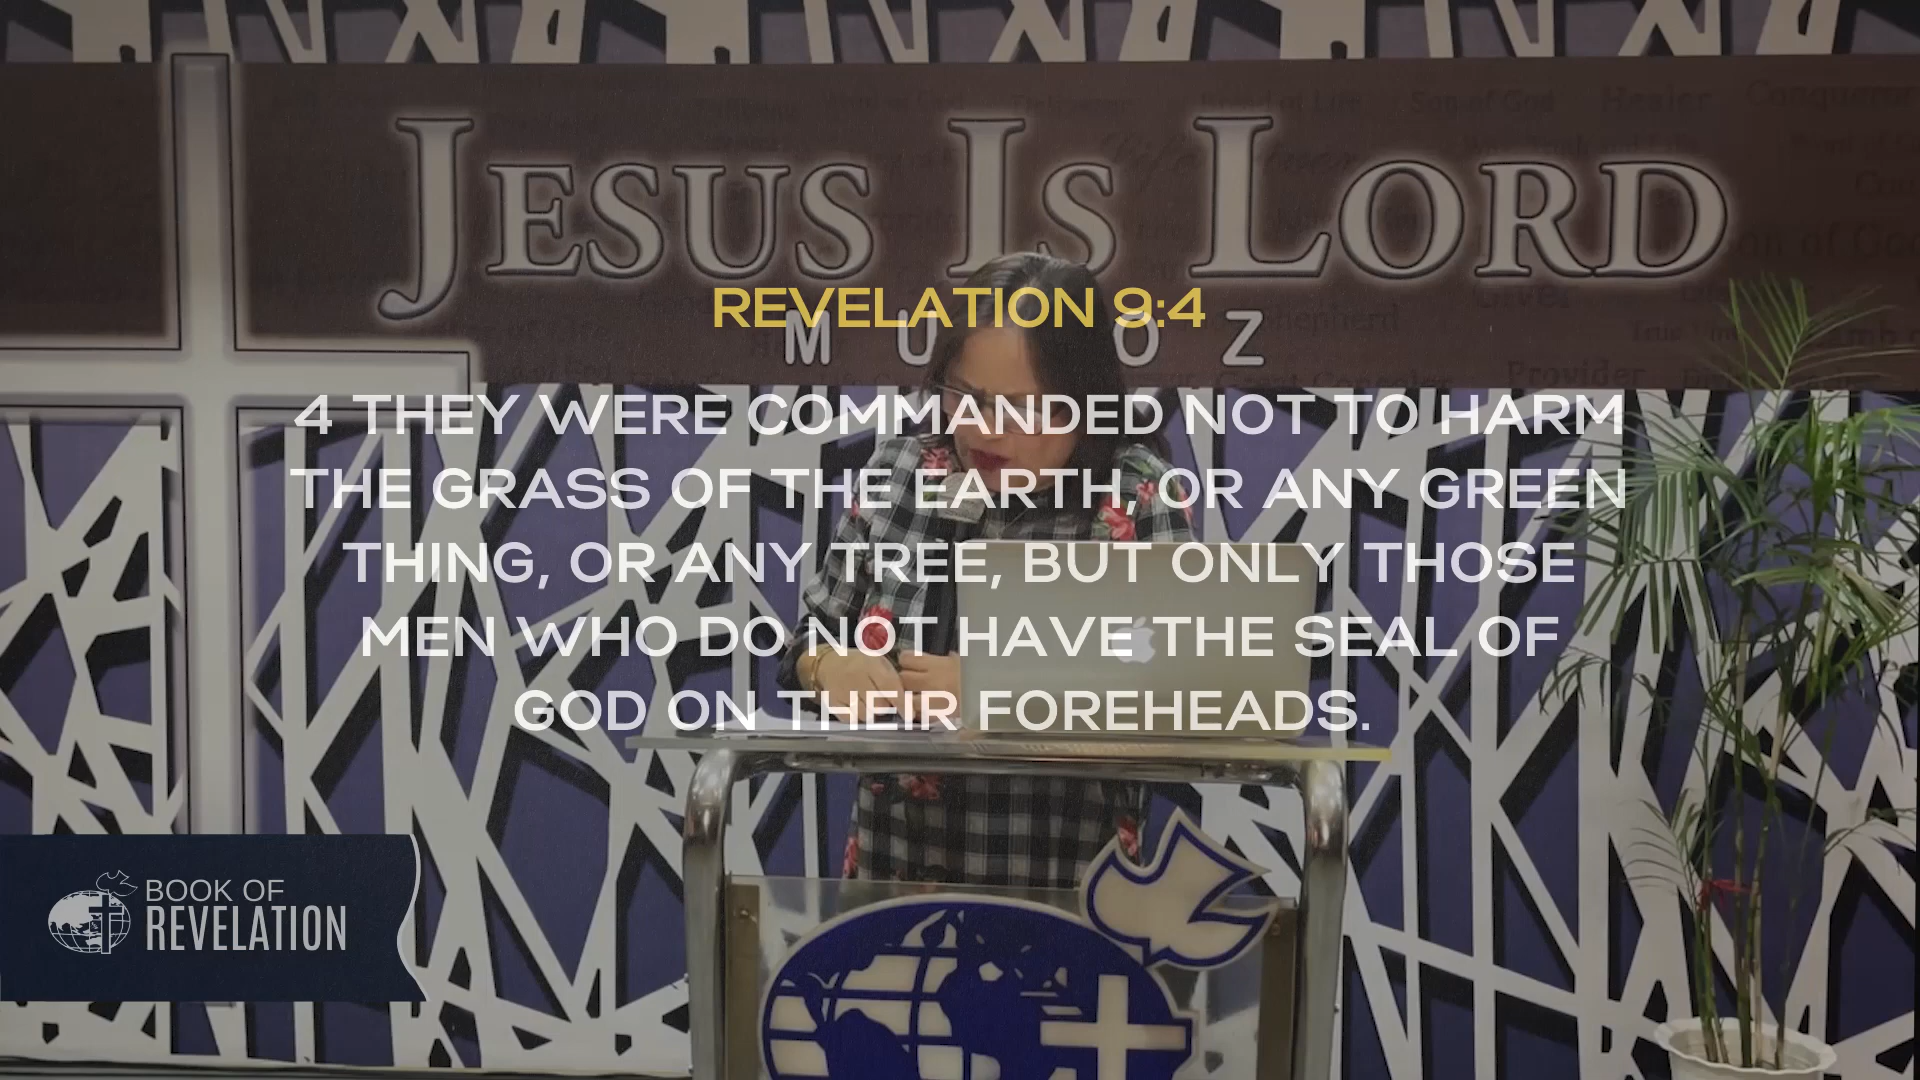 JESUS IS LORD
REVELATION 9:4
4 THEY WERE COMMANDED NOT TO HARM
THE GRASS OF THE EARTH, OR ANY GREEN
THING, OR ANY TREE, BUT ONLY THOSE
MEN WHO DO NOT HAVE THE SEAL OF
GOD ON THEIR FOREHEADS.
Provider
BOOK OF
REVELATION